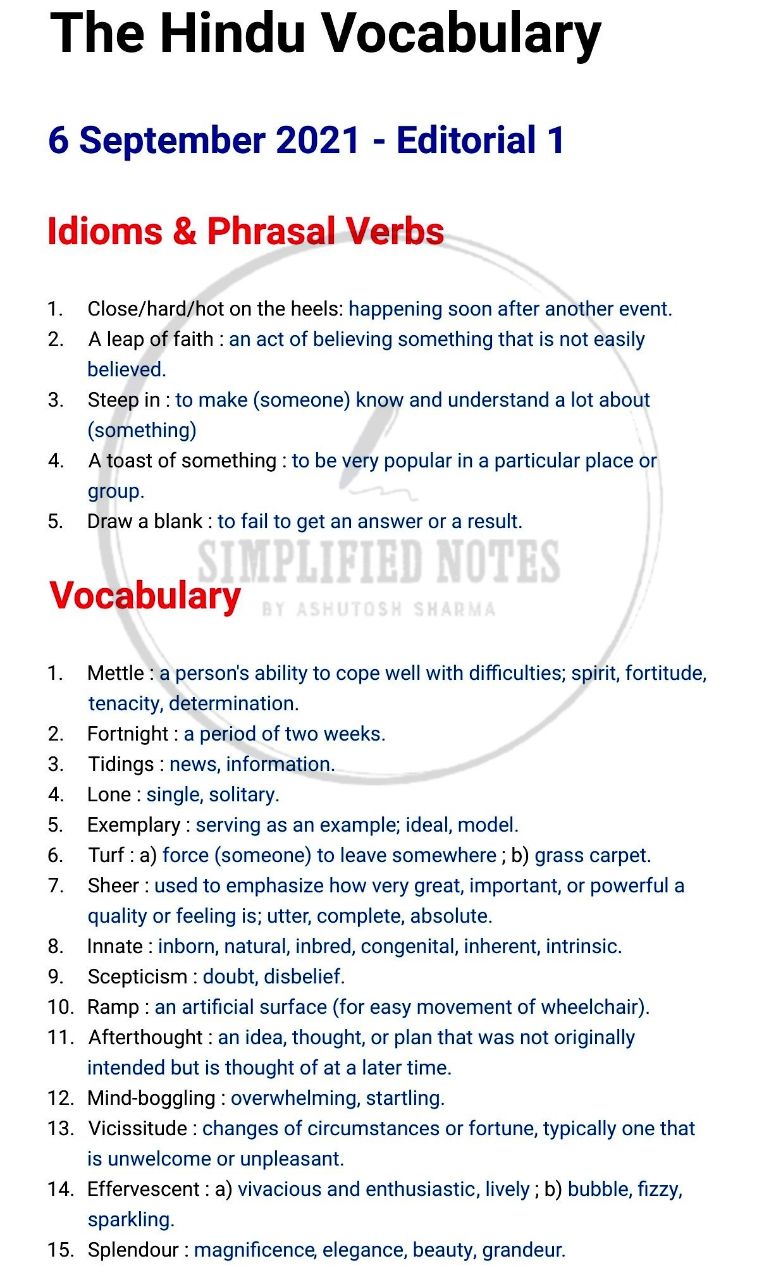 The Hindu Vocabulary
6 September 2021 - Editorial 1
Idioms & Phrasal Verbs
1. Close/hard/hot on the heels: happening soon after another event.
2. A leap of faith : an act of believing something that is not easily
believed.
3. Steep in : to make (someone) know and understand a lot about
(something)
4. A toast of something : to be very popular in a particular place or
group.
5. Draw a blank : to fail to get an answer or a result.
SIMPLIFIED NOTES
Vocabulary
BY ASHUTOSH SHARMA
1. Mettle : a person's ability to cope well with difficulties; spirit, fortitude,
tenacity, determination.
2. Fortnight : a period of two weeks.
3. Tidings : news, information.
4. Lone : single, solitary.
5. Exemplary : serving as an example; ideal, model.
6. Turf : a) force (someone) to leave somewhere ; b) grass carpet.
7. Sheer : used to emphasize how very great, important, or powerful a
quality or feeling is; utter, complete, absolute.
8. Innate : inborn, natural, inbred, congenital, inherent, intrinsic.
9. Scepticism : doubt, disbelief.
10. Ramp : an artificial surface (for easy movement of wheelchair).
11. Afterthought : an idea, thought, or plan that was not originally
intended but is thought of at a later time.
12. Mind-boggling : overwhelming, startling.
13. Vicissitude : changes of circumstances or fortune, typically one that
is unwelcome or unpleasant.
14. Effervescent : a) vivacious and enthusiastic, lively ; b) bubble, fizzy,
sparkling.
15. Splendour : magnificence, elegance, beauty, grandeur.